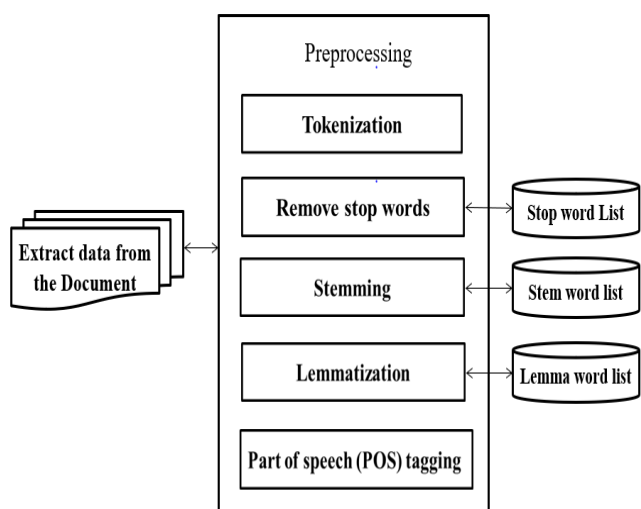 Preprocessing
Tokenization
Remove stop words
Stop word List
Extract data from
the Document
Stemming
Stem word list
Lemmatization
Lemma word list
Part of speech (POS) tagging